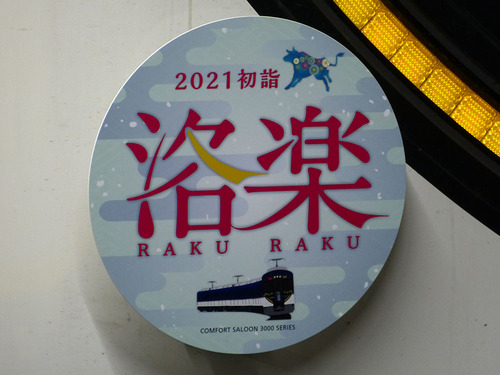 2021初詣
洛楽
RAKU RAKU
COMFORT SALOON 3000 SERIES